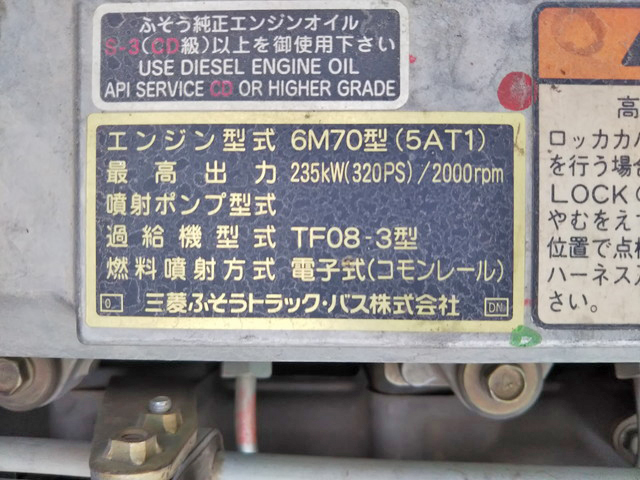 ふそう純正エンジンオイル
S-3(CD級)以上を御使用下さい
USE DIESEL ENGINE OIL
API SERVICE CD OR HIGHER GRADE
エンジン型式 6M70型(5AT1)
最高出力 235kW(320PS)/2000rpm
噴射ポンプ型式
過給機型式 TF08-3型
燃料噴射方式 電子式(コモンレール)
0 三菱ふそうトラック・バス株式会社 DN
高
ロッカカバ
を行う場合
LOCK(
やむをえ
位置で点検
ハーネス
さい。